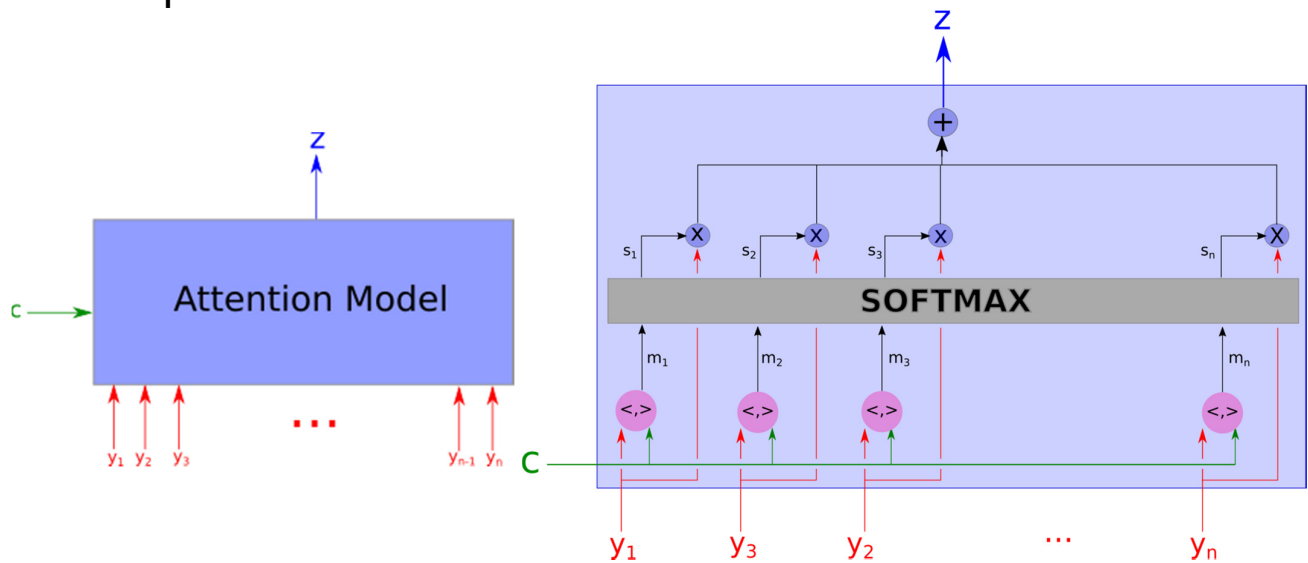 z
Attention Model
c
y1 y2 y3 ... yn-1 yn
z
+
x x x x
s1 s2 s3 sn
SOFTMAX
m1 m2 m3 mn
<,> <,> <,> <,>
c
y1 y3 y2 ... yn